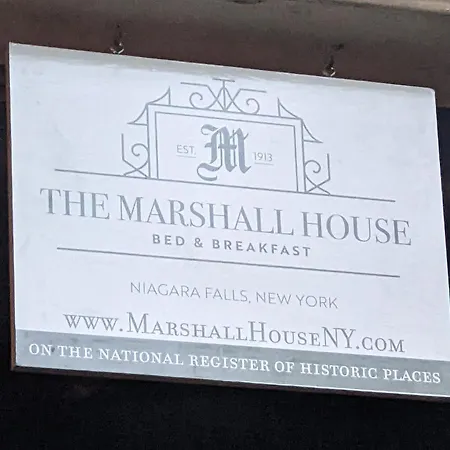 EST. M 1913
THE MARSHALL HOUSE
BED & BREAKFAST
NIAGARA FALLS, NEW YORK
WWW.MARSHALLHOUSENY.COM
ON THE NATIONAL REGISTER OF HISTORIC PLACES